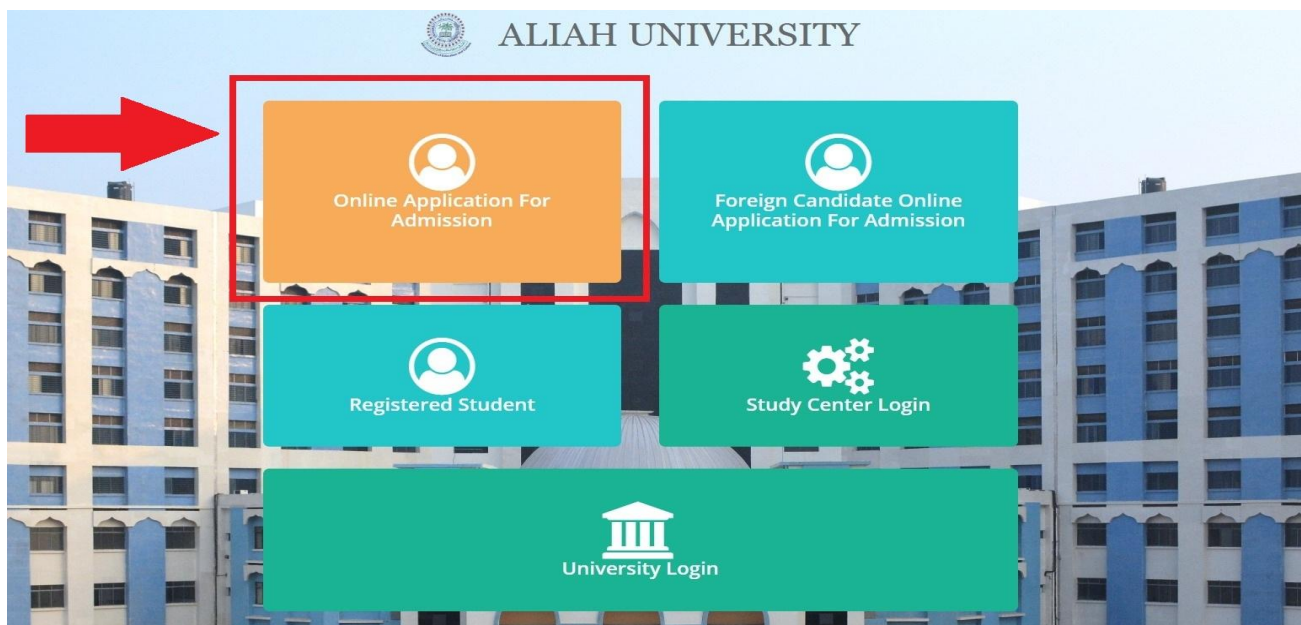 ALIAH UNIVERSITY
Online Application For
Admission
Foreign Candidate Online
Application For Admission
Registered Student
Study Center Login
University Login